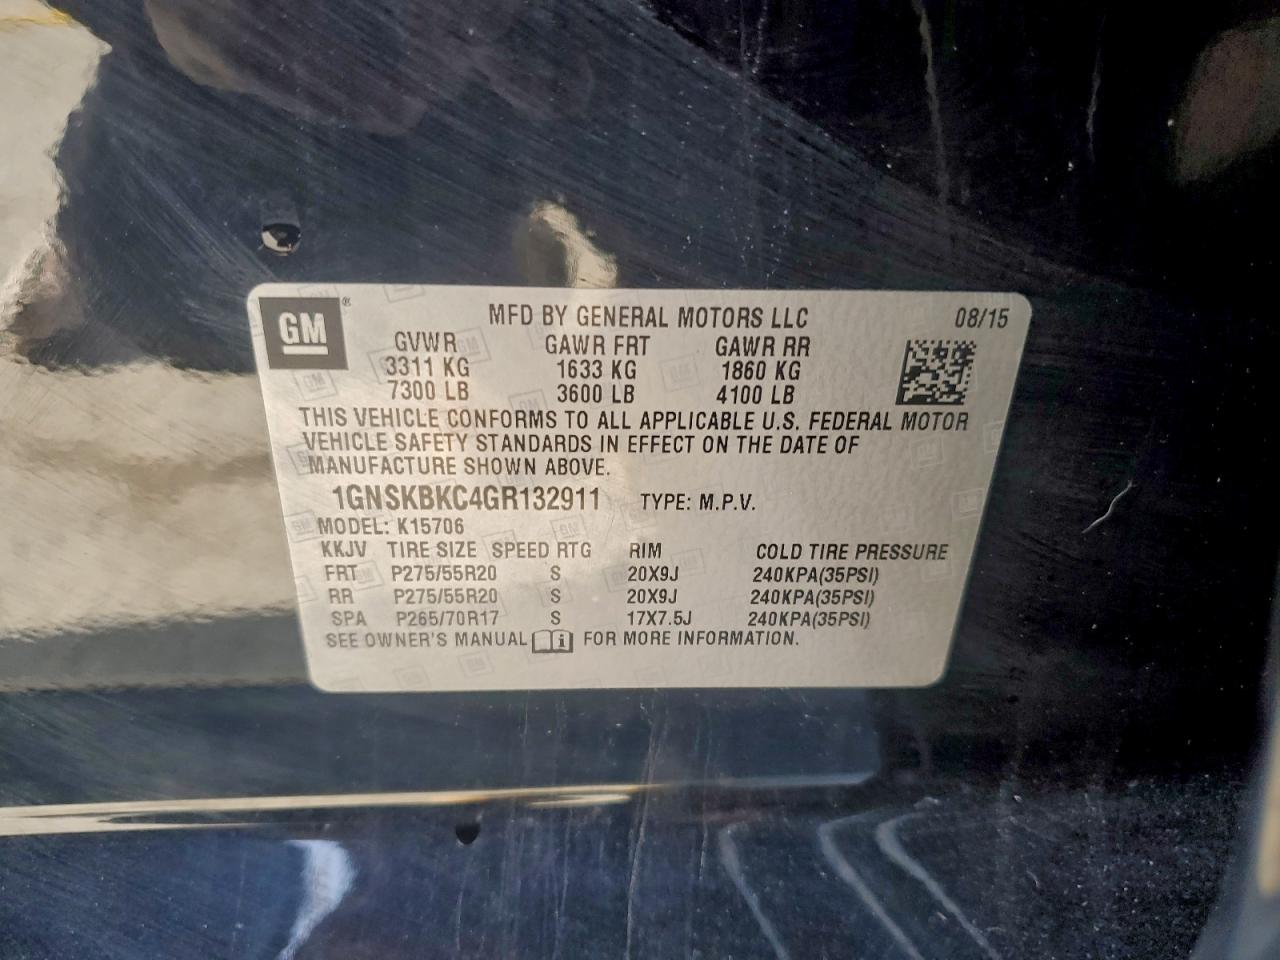 GM ® MFD BY GENERAL MOTORS LLC 08/15
GVWR GAWR FRT GAWR RR
3311 KG 1633 KG 1860 KG
7300 LB 3600 LB 4100 LB
THIS VEHICLE CONFORMS TO ALL APPLICABLE U.S. FEDERAL MOTOR
VEHICLE SAFETY STANDARDS IN EFFECT ON THE DATE OF
MANUFACTURE SHOWN ABOVE.
1GNSKBKC4GR132911 TYPE: M.P.V.
MODEL: K15706
KKJV TIRE SIZE SPEED RTG RIM COLD TIRE PRESSURE
FRT P275/55R20 S 20X9J 240KPA(35PSI)
RR P275/55R20 S 20X9J 240KPA(35PSI)
SPA P265/70R17 S 17X7.5J 240KPA(35PSI)
SEE OWNER'S MANUAL i FOR MORE INFORMATION.